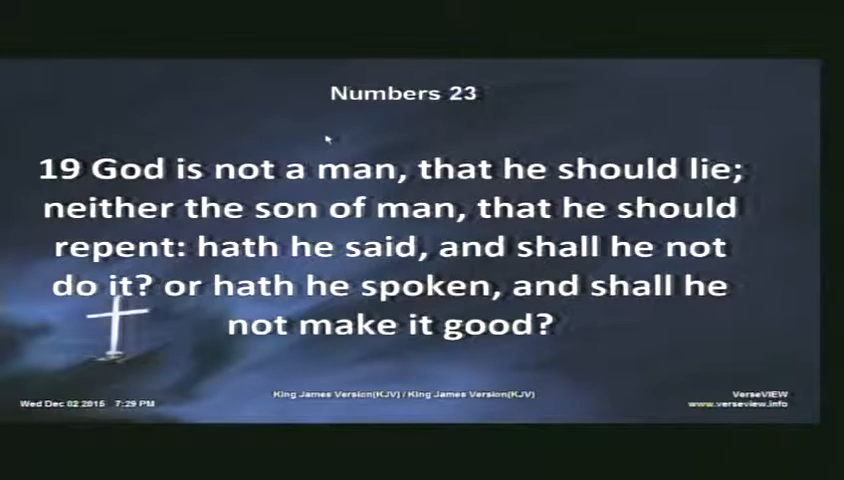 Numbers 23
19 God is not a man, that he should lie;
neither the son of man, that he should
repent: hath he said, and shall he not
do it? or hath he spoken, and shall he
not make it good?
King James Version(KJV) / King James Version(KJV)
VerseVIEW
Wed Dec 02 2015 7:29 PM
www.verseview.info